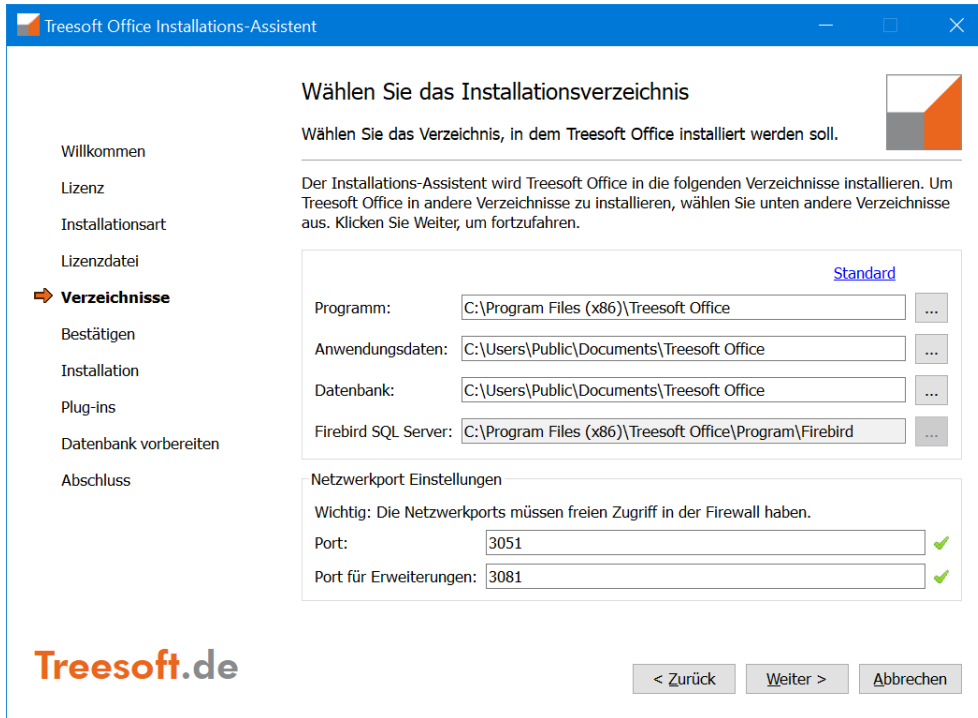 Treesoft Office Installations-Assistent
Wählen Sie das Installationsverzeichnis
Wählen Sie das Verzeichnis, in dem Treesoft Office installiert werden soll.
Willkommen
Lizenz
Installationsart
Lizenzdatei
Verzeichnisse
Bestätigen
Installation
Plug-ins
Datenbank vorbereiten
Abschluss
Der Installations-Assistent wird Treesoft Office in die folgenden Verzeichnisse installieren. Um
Treesoft Office in andere Verzeichnisse zu installieren, wählen Sie unten andere Verzeichnisse
aus. Klicken Sie Weiter, um fortzufahren.
Standard
Programm: C:\Program Files (x86)\Treesoft Office ...
Anwendungsdaten: C:\Users\Public\Documents\Treesoft Office ...
Datenbank: C:\Users\Public\Documents\Treesoft Office ...
Firebird SQL Server: C:\Program Files (x86)\Treesoft Office\Program\Firebird ...
Netzwerkport Einstellungen
Wichtig: Die Netzwerkports müssen freien Zugriff in der Firewall haben.
Port: 3051
Port für Erweiterungen: 3081
Treesoft.de
< Zurück Weiter > Abbrechen